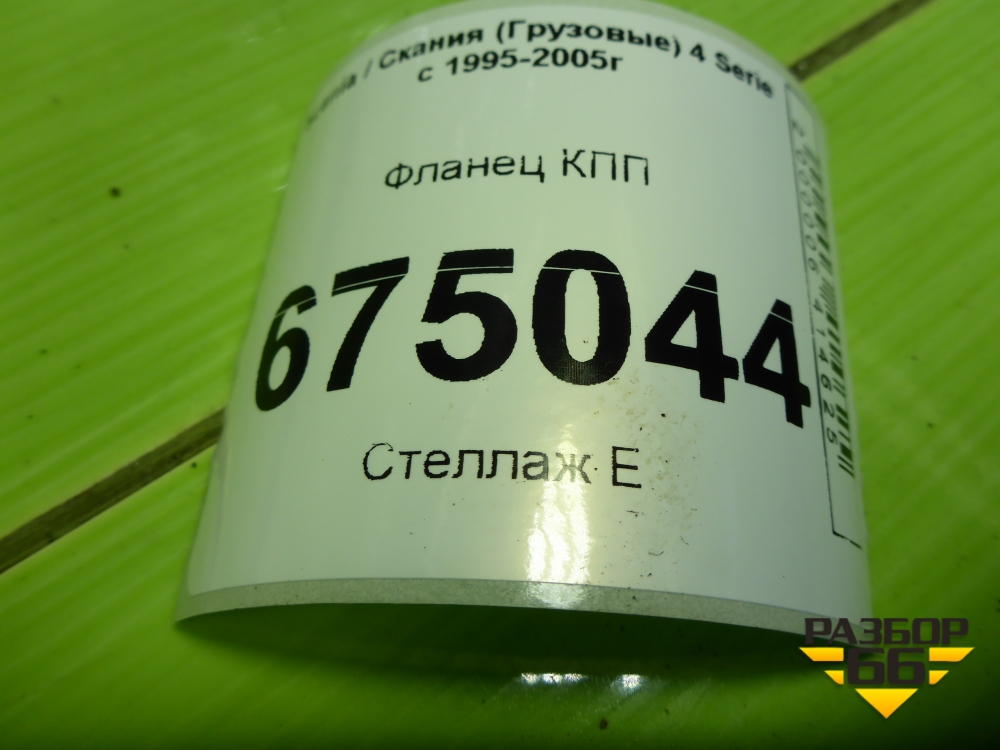 / Скания (Грузовые) 4 Serie
с 1995-2005г
Фланец КПП
675044
Стеллаж Е
РАЗБОР
66